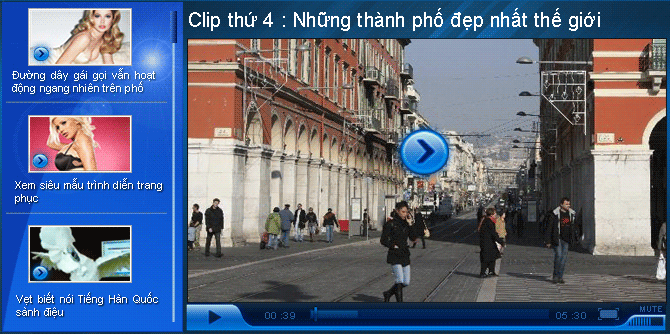 Clip thứ 4 : Những thành phố đẹp nhất thế giới
Đường dây gái gọi vẫn hoạt
động ngang nhiên trên phố
Xem siêu mẫu trình diễn trang
phục
Vẹt biết nói Tiếng Hàn Quốc
sành điệu
00 :39
05 :30
MUTE